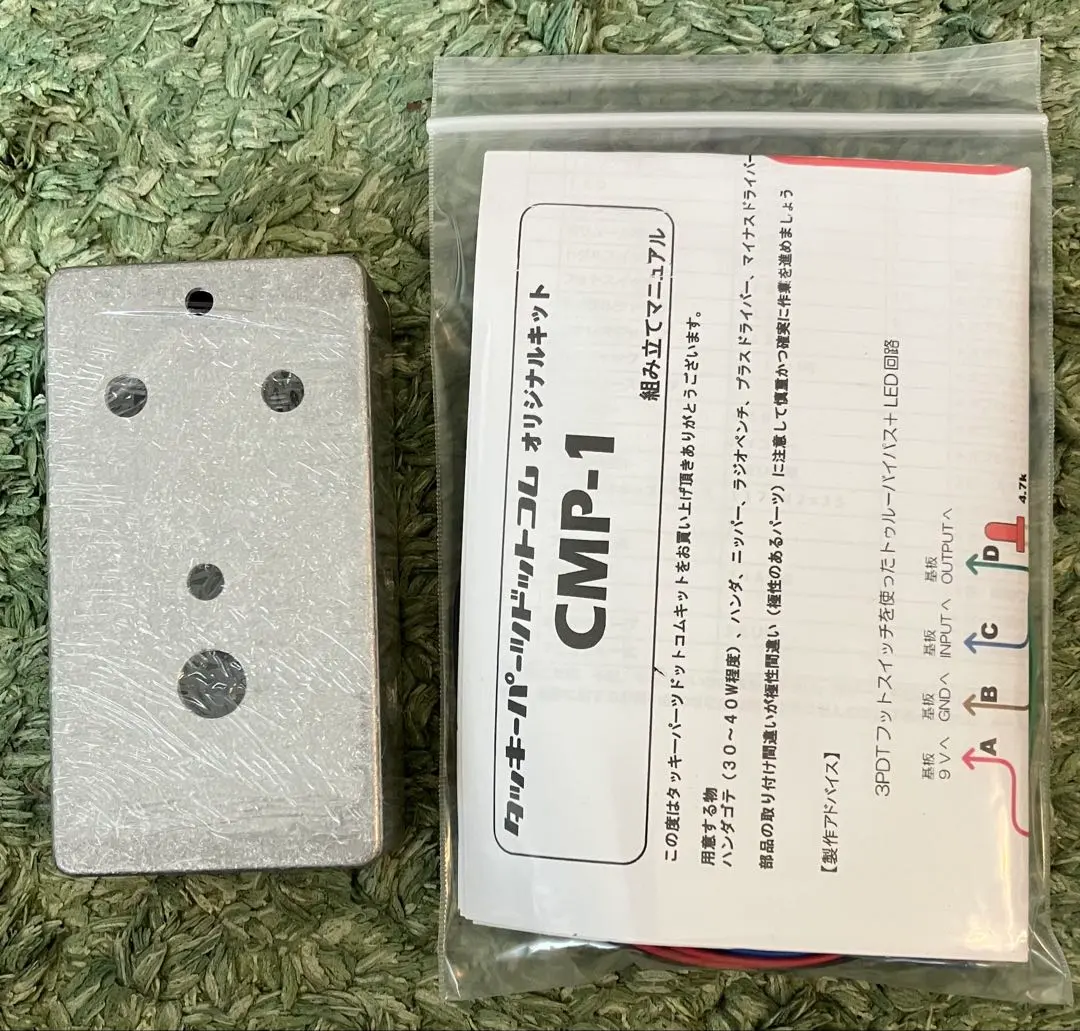 タッキーパーツドットコム オリジナルキット
CMP-1
組み立てマニュアル
この度はタッキーパーツドットコムキットをお買い上げ頂きありがとうございます。
用意する物
ハンダゴテ(30~40W程度)、ハンダ、ニッパー、ラジオペンチ、プラスドライバー、マイナスドライバー
部品の取り付け間違いが極性間違い(極性のあるパーツ)に注意して慎重かつ確実に作業を進めましょう
【製作アドバイス】
3PDTフットスイッチを使ったトゥルーバイパス+LED回路
基板 基板 基板 基板
9Vへ GNDへ INPUTへ OUTPUTへ
A B C D
4.7k